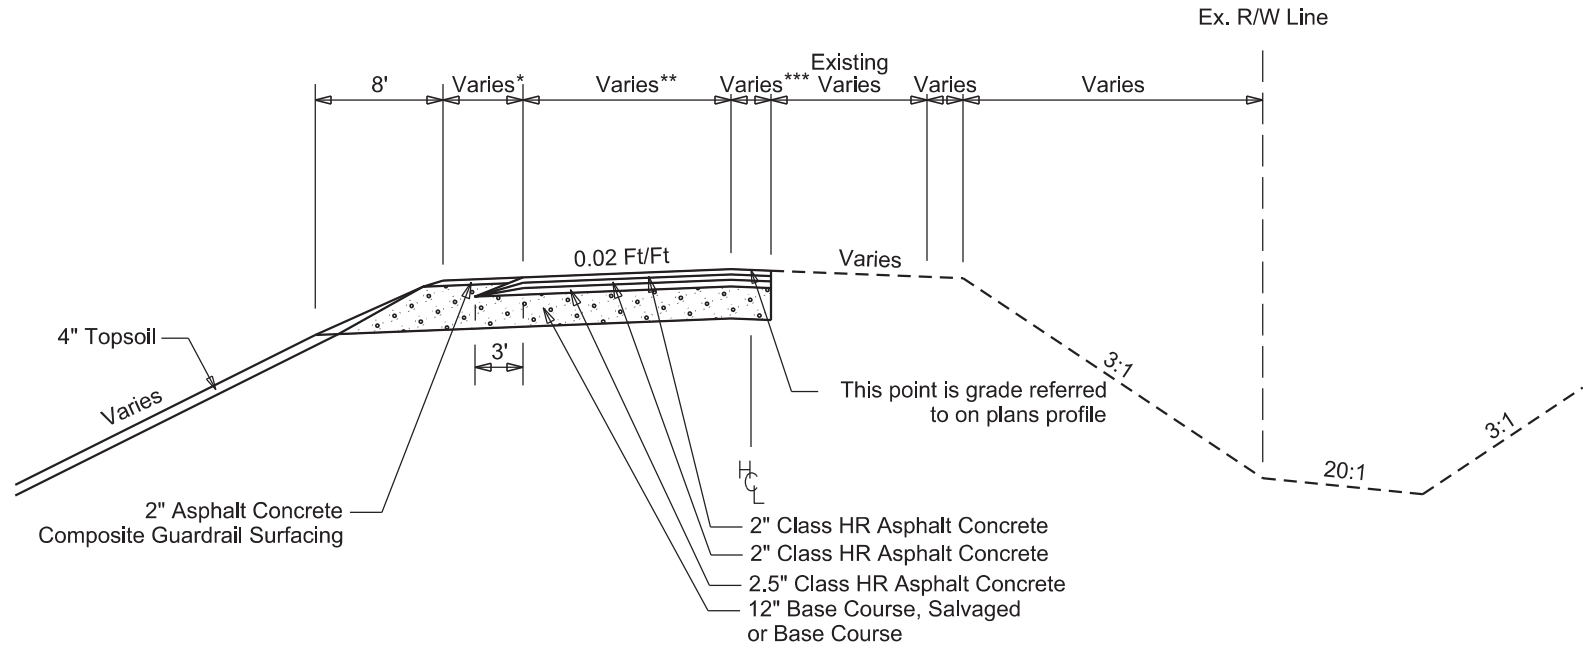 Ex. R/W Line
Existing
8'
Varies*
Varies**
Varies***
Varies
Varies
Varies
0.02 Ft/Ft
Varies
4" Topsoil
3'
Varies
3:1
This point is grade referred
to on plans profile
3:1
20:1
H
CL
2" Asphalt Concrete
Composite Guardrail Surfacing
2" Class HR Asphalt Concrete
2" Class HR Asphalt Concrete
2.5" Class HR Asphalt Concrete
12" Base Course, Salvaged
or Base Course